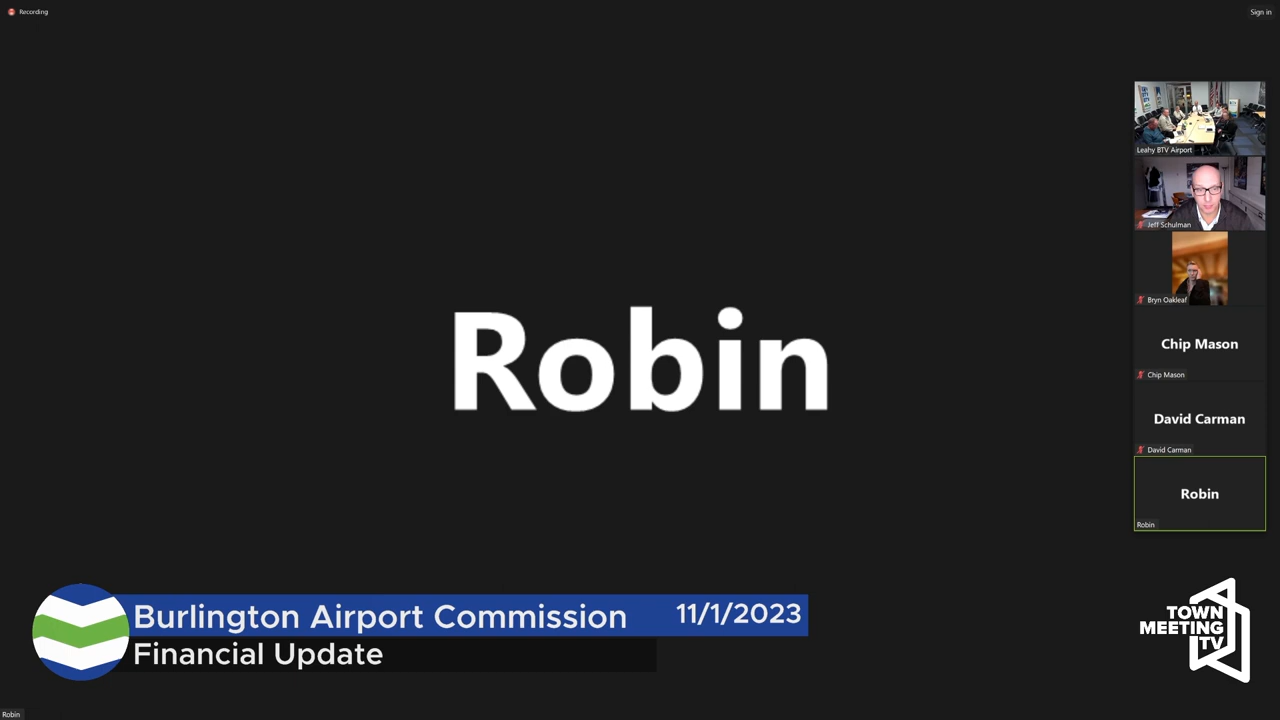 Recording
Sign in
Leahy BTV Airport
Jeff Schulman
Bryn Oakleaf
Chip Mason
Chip Mason
David Carman
David Carman
Robin
Robin
Robin
Burlington Airport Commission
11/1/2023
Financial Update
TOWN
MEETING
TV
Robin